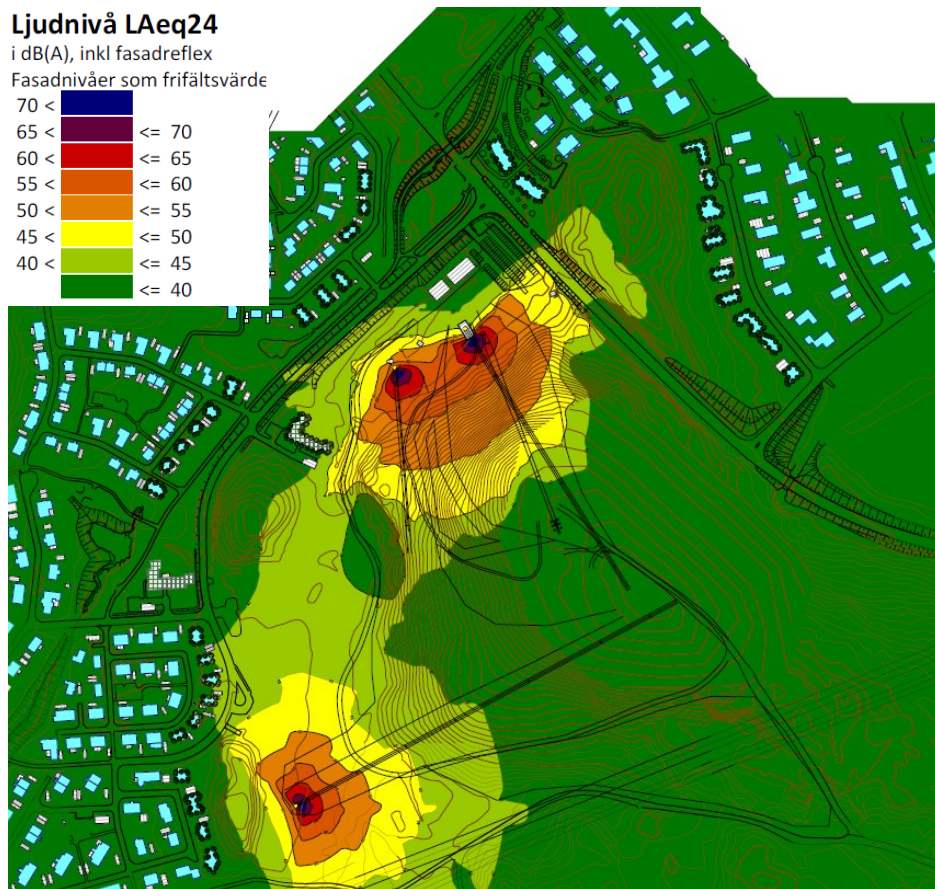 Ljudnivå LAeq24
i dB(A), inkl fasadreflex
Fasadnivåer som frifältsvärde
70 <
65 < <= 70
60 < <= 65
55 < <= 60
50 < <= 55
45 < <= 50
40 < <= 45
<= 40